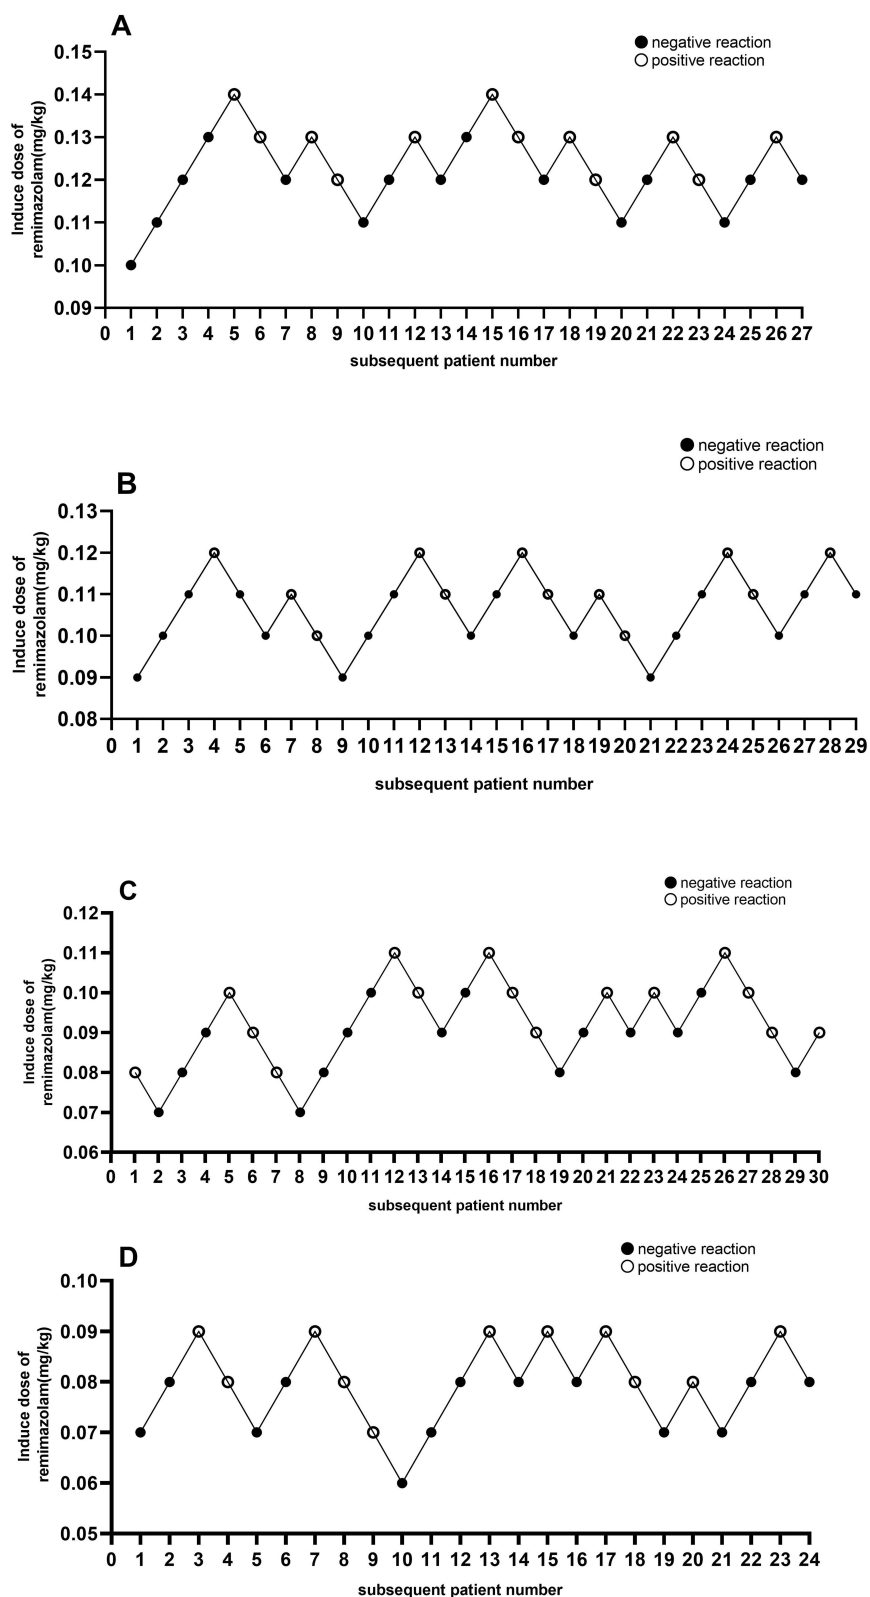 A
negative reaction
positive reaction
Induce dose of
remimazolam(mg/kg)
0.15
0.14
0.13
0.12
0.11
0.10
0.09
0 1 2 3 4 5 6 7 8 9 10 11 12 13 14 15 16 17 18 19 20 21 22 23 24 25 26 27
subsequent patient number
B
negative reaction
positive reaction
Induce dose of
remimazolam(mg/kg)
0.13
0.12
0.11
0.10
0.09
0.08
0 1 2 3 4 5 6 7 8 9 10 11 12 13 14 15 16 17 18 19 20 21 22 23 24 25 26 27 28 29
subsequent patient number
C
negative reaction
positive reaction
Induce dose of
remimazolam(mg/kg)
0.12
0.11
0.10
0.09
0.08
0.07
0.06
0 1 2 3 4 5 6 7 8 9 10 11 12 13 14 15 16 17 18 19 20 21 22 23 24 25 26 27 28 29 30
subsequent patient number
D
negative reaction
positive reaction
Induce dose of
remimazolam(mg/kg)
0.10
0.09
0.08
0.07
0.06
0.05
0 1 2 3 4 5 6 7 8 9 10 11 12 13 14 15 16 17 18 19 20 21 22 23 24
subsequent patient number